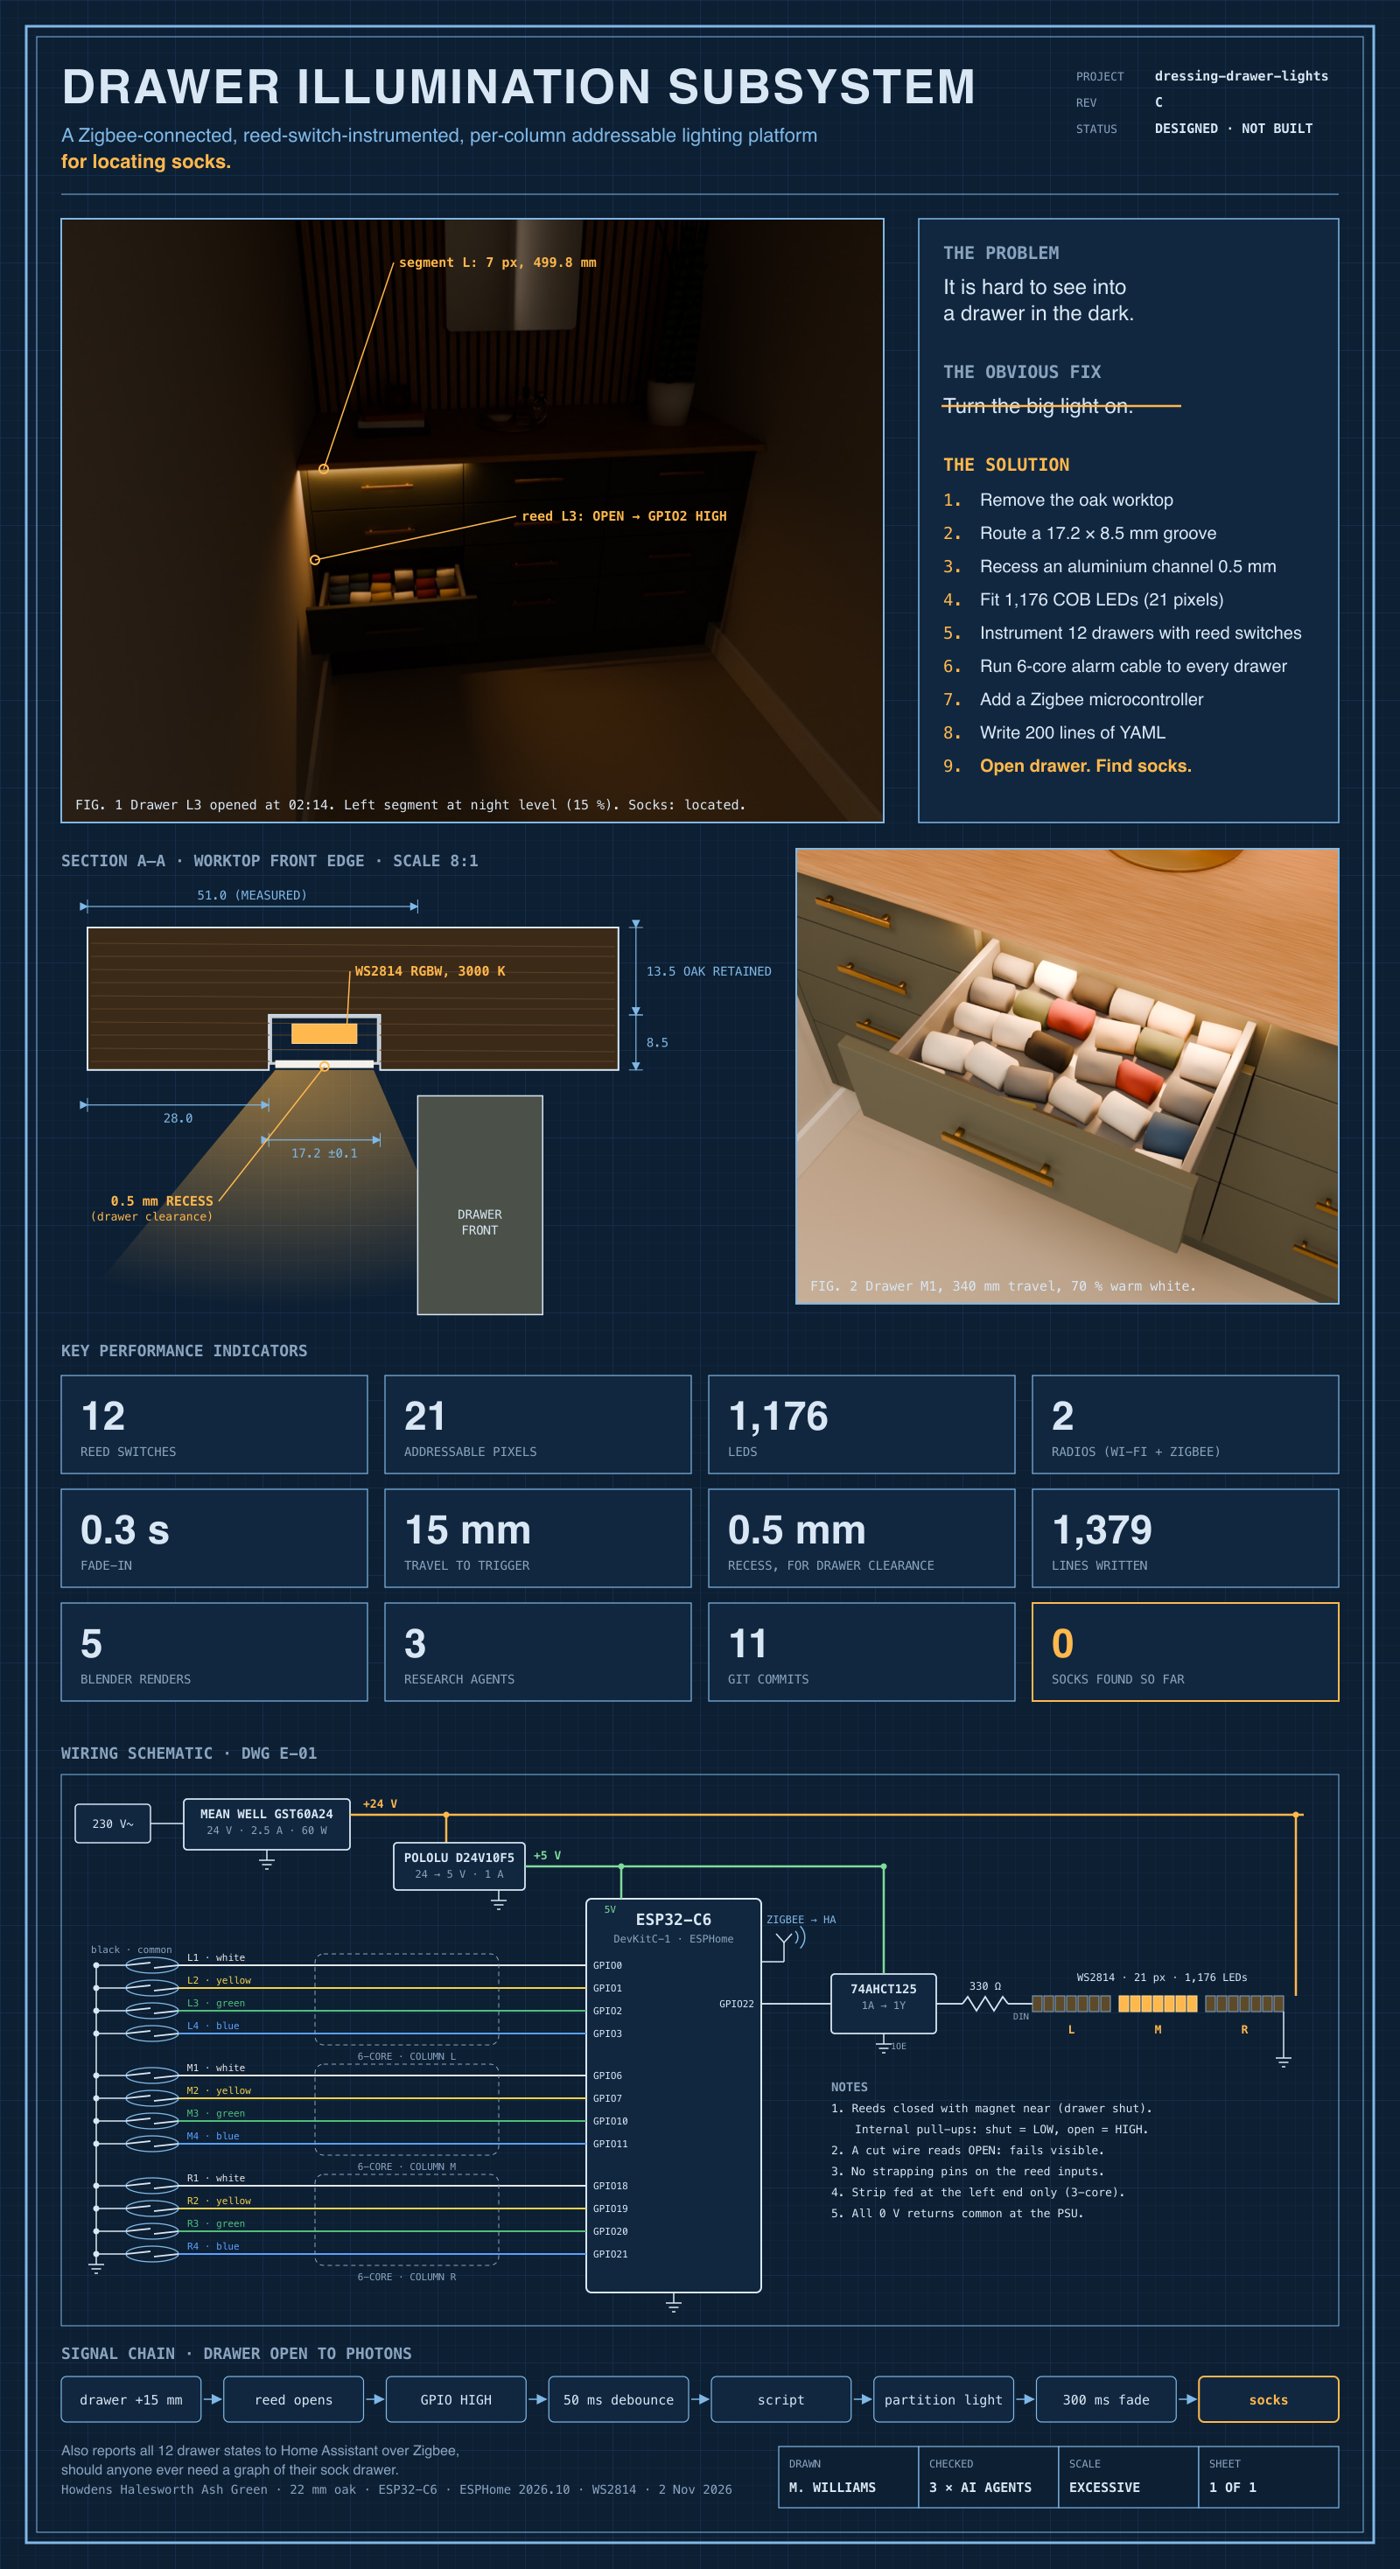 DRAWER ILLUMINATION SUBSYSTEM
A Zigbee-connected, reed-switch-instrumented, per-column addressable lighting platform
for locating socks.
PROJECT dressing-drawer-lights
REV C
STATUS DESIGNED · NOT BUILT
segment L: 7 px, 499.8 mm
reed L3: OPEN → GPIO2 HIGH
FIG. 1 Drawer L3 opened at 02:14. Left segment at night level (15 %). Socks: located.
THE PROBLEM
It is hard to see into
a drawer in the dark.
THE OBVIOUS FIX
Turn the big light on.
THE SOLUTION
1. Remove the oak worktop
2. Route a 17.2 × 8.5 mm groove
3. Recess an aluminium channel 0.5 mm
4. Fit 1,176 COB LEDs (21 pixels)
5. Instrument 12 drawers with reed switches
6. Run 6-core alarm cable to every drawer
7. Add a Zigbee microcontroller
8. Write 200 lines of YAML
9. Open drawer. Find socks.
SECTION A–A · WORKTOP FRONT EDGE · SCALE 8:1
51.0 (MEASURED)
WS2814 RGBW, 3000 K
13.5 OAK RETAINED
8.5
28.0
17.2 ±0.1
0.5 mm RECESS
(drawer clearance)
DRAWER
FRONT
FIG. 2 Drawer M1, 340 mm travel, 70 % warm white.
KEY PERFORMANCE INDICATORS
12
REED SWITCHES
21
ADDRESSABLE PIXELS
1,176
LEDS
2
RADIOS (WI-FI + ZIGBEE)
0.3 s
FADE-IN
15 mm
TRAVEL TO TRIGGER
0.5 mm
RECESS, FOR DRAWER CLEARANCE
1,379
LINES WRITTEN
5
BLENDER RENDERS
3
RESEARCH AGENTS
11
GIT COMMITS
0
SOCKS FOUND SO FAR
WIRING SCHEMATIC · DWG E-01
230 V~
MEAN WELL GST60A24
24 V · 2.5 A · 60 W
+24 V
POLOLU D24V10F5
24 → 5 V · 1 A
+5 V
5V
ESP32-C6
DevKitC-1 · ESPHome
ZIGBEE → HA
black · common
L1 · white
GPIO0
L2 · yellow
GPIO1
L3 · green
GPIO2
L4 · blue
GPIO3
6-CORE · COLUMN L
M1 · white
GPIO6
M2 · yellow
GPIO7
M3 · green
GPIO10
M4 · blue
GPIO11
6-CORE · COLUMN M
R1 · white
GPIO18
R2 · yellow
GPIO19
R3 · green
GPIO20
R4 · blue
GPIO21
6-CORE · COLUMN R
GPIO22
74AHCT125
1A → 1Y
1OE
330 Ω
DIN
WS2814 · 21 px · 1,176 LEDs
L
M
R
NOTES
1. Reeds closed with magnet near (drawer shut).
Internal pull-ups: shut = LOW, open = HIGH.
2. A cut wire reads OPEN: fails visible.
3. No strapping pins on the reed inputs.
4. Strip fed at the left end only (3-core).
5. All 0 V returns common at the PSU.
SIGNAL CHAIN · DRAWER OPEN TO PHOTONS
drawer +15 mm
reed opens
GPIO HIGH
50 ms debounce
script
partition light
300 ms fade
socks
Also reports all 12 drawer states to Home Assistant over Zigbee,
should anyone ever need a graph of their sock drawer.
Howdens Halesworth Ash Green · 22 mm oak · ESP32-C6 · ESPHome 2026.10 · WS2814 · 2 Nov 2026
DRAWN
M. WILLIAMS
CHECKED
3 × AI AGENTS
SCALE
EXCESSIVE
SHEET
1 OF 1